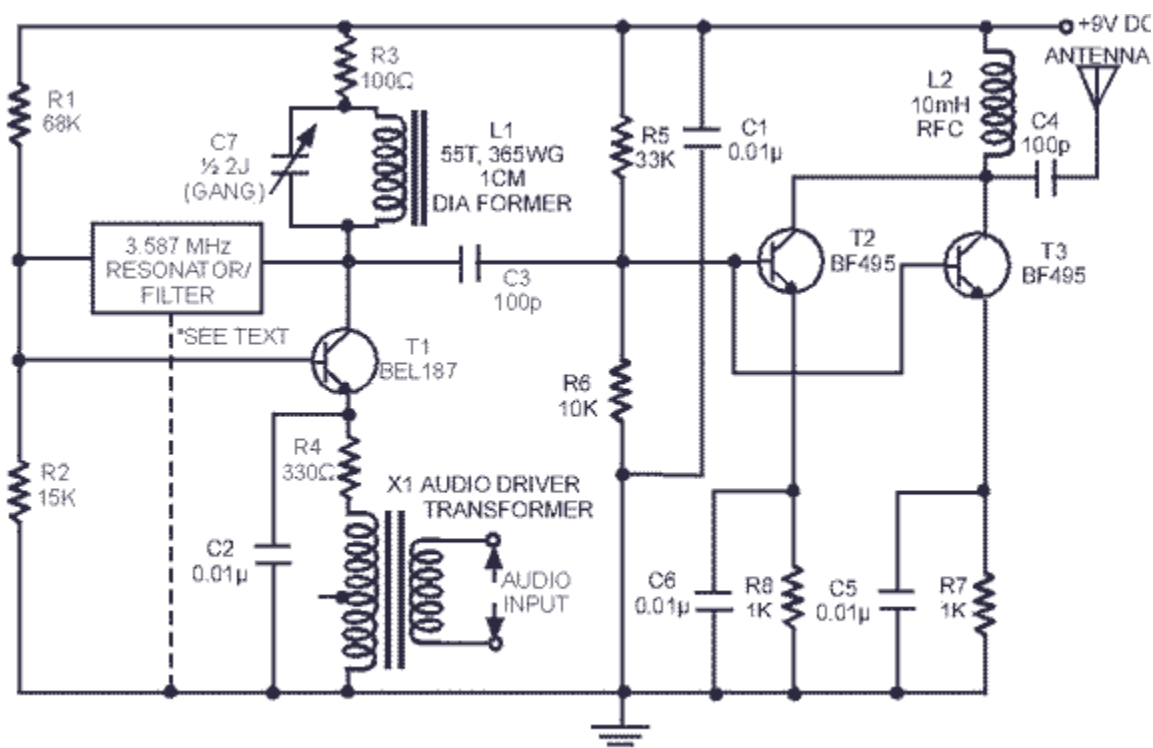 +9V DC
ANTENNA
R3
100Ω
L2
10mH
RFC
R1
68K
C7
½ 2J
(GANG)
L1
55T, 365WG
1CM
DIA FORMER
R5
33K
C1
0.01µ
C4
100p
3.587 MHz
RESONATOR/
FILTER
*SEE TEXT
C3
100p
T2
BF495
T3
BF495
T1
BEL187
R6
10K
R4
330Ω
R2
15K
X1 AUDIO DRIVER
TRANSFORMER
C2
0.01µ
AUDIO
INPUT
C6
0.01µ
R8
1K
C5
0.01µ
R7
1K